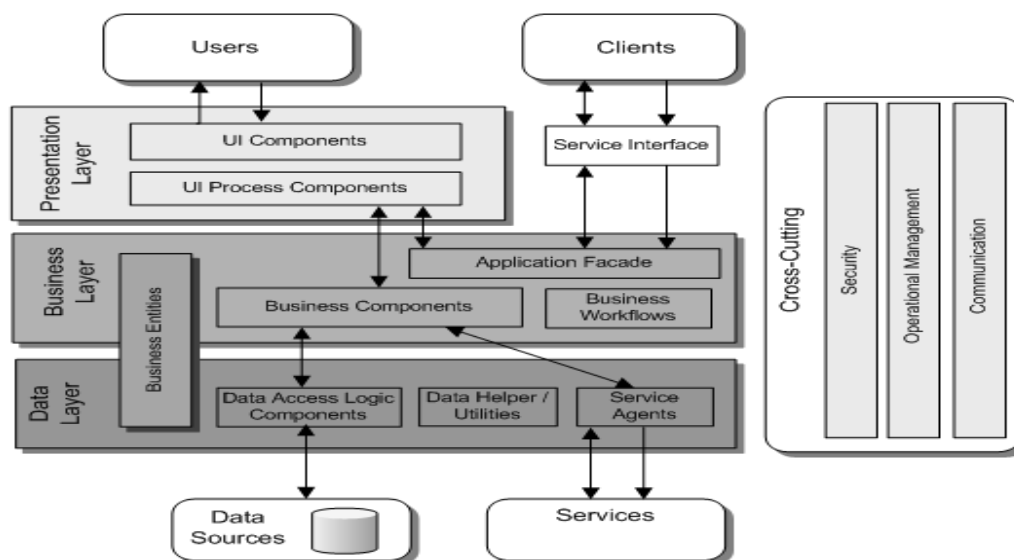 Users
Clients
Presentation
Layer
UI Components
UI Process Components
Service Interface
Business
Layer
Application Facade
Business Components
Business
Workflows
Business Entities
Data
Layer
Data Access Logic
Components
Data Helper /
Utilities
Service
Agents
Data
Sources
Services
Cross-Cutting
Security
Operational Management
Communication